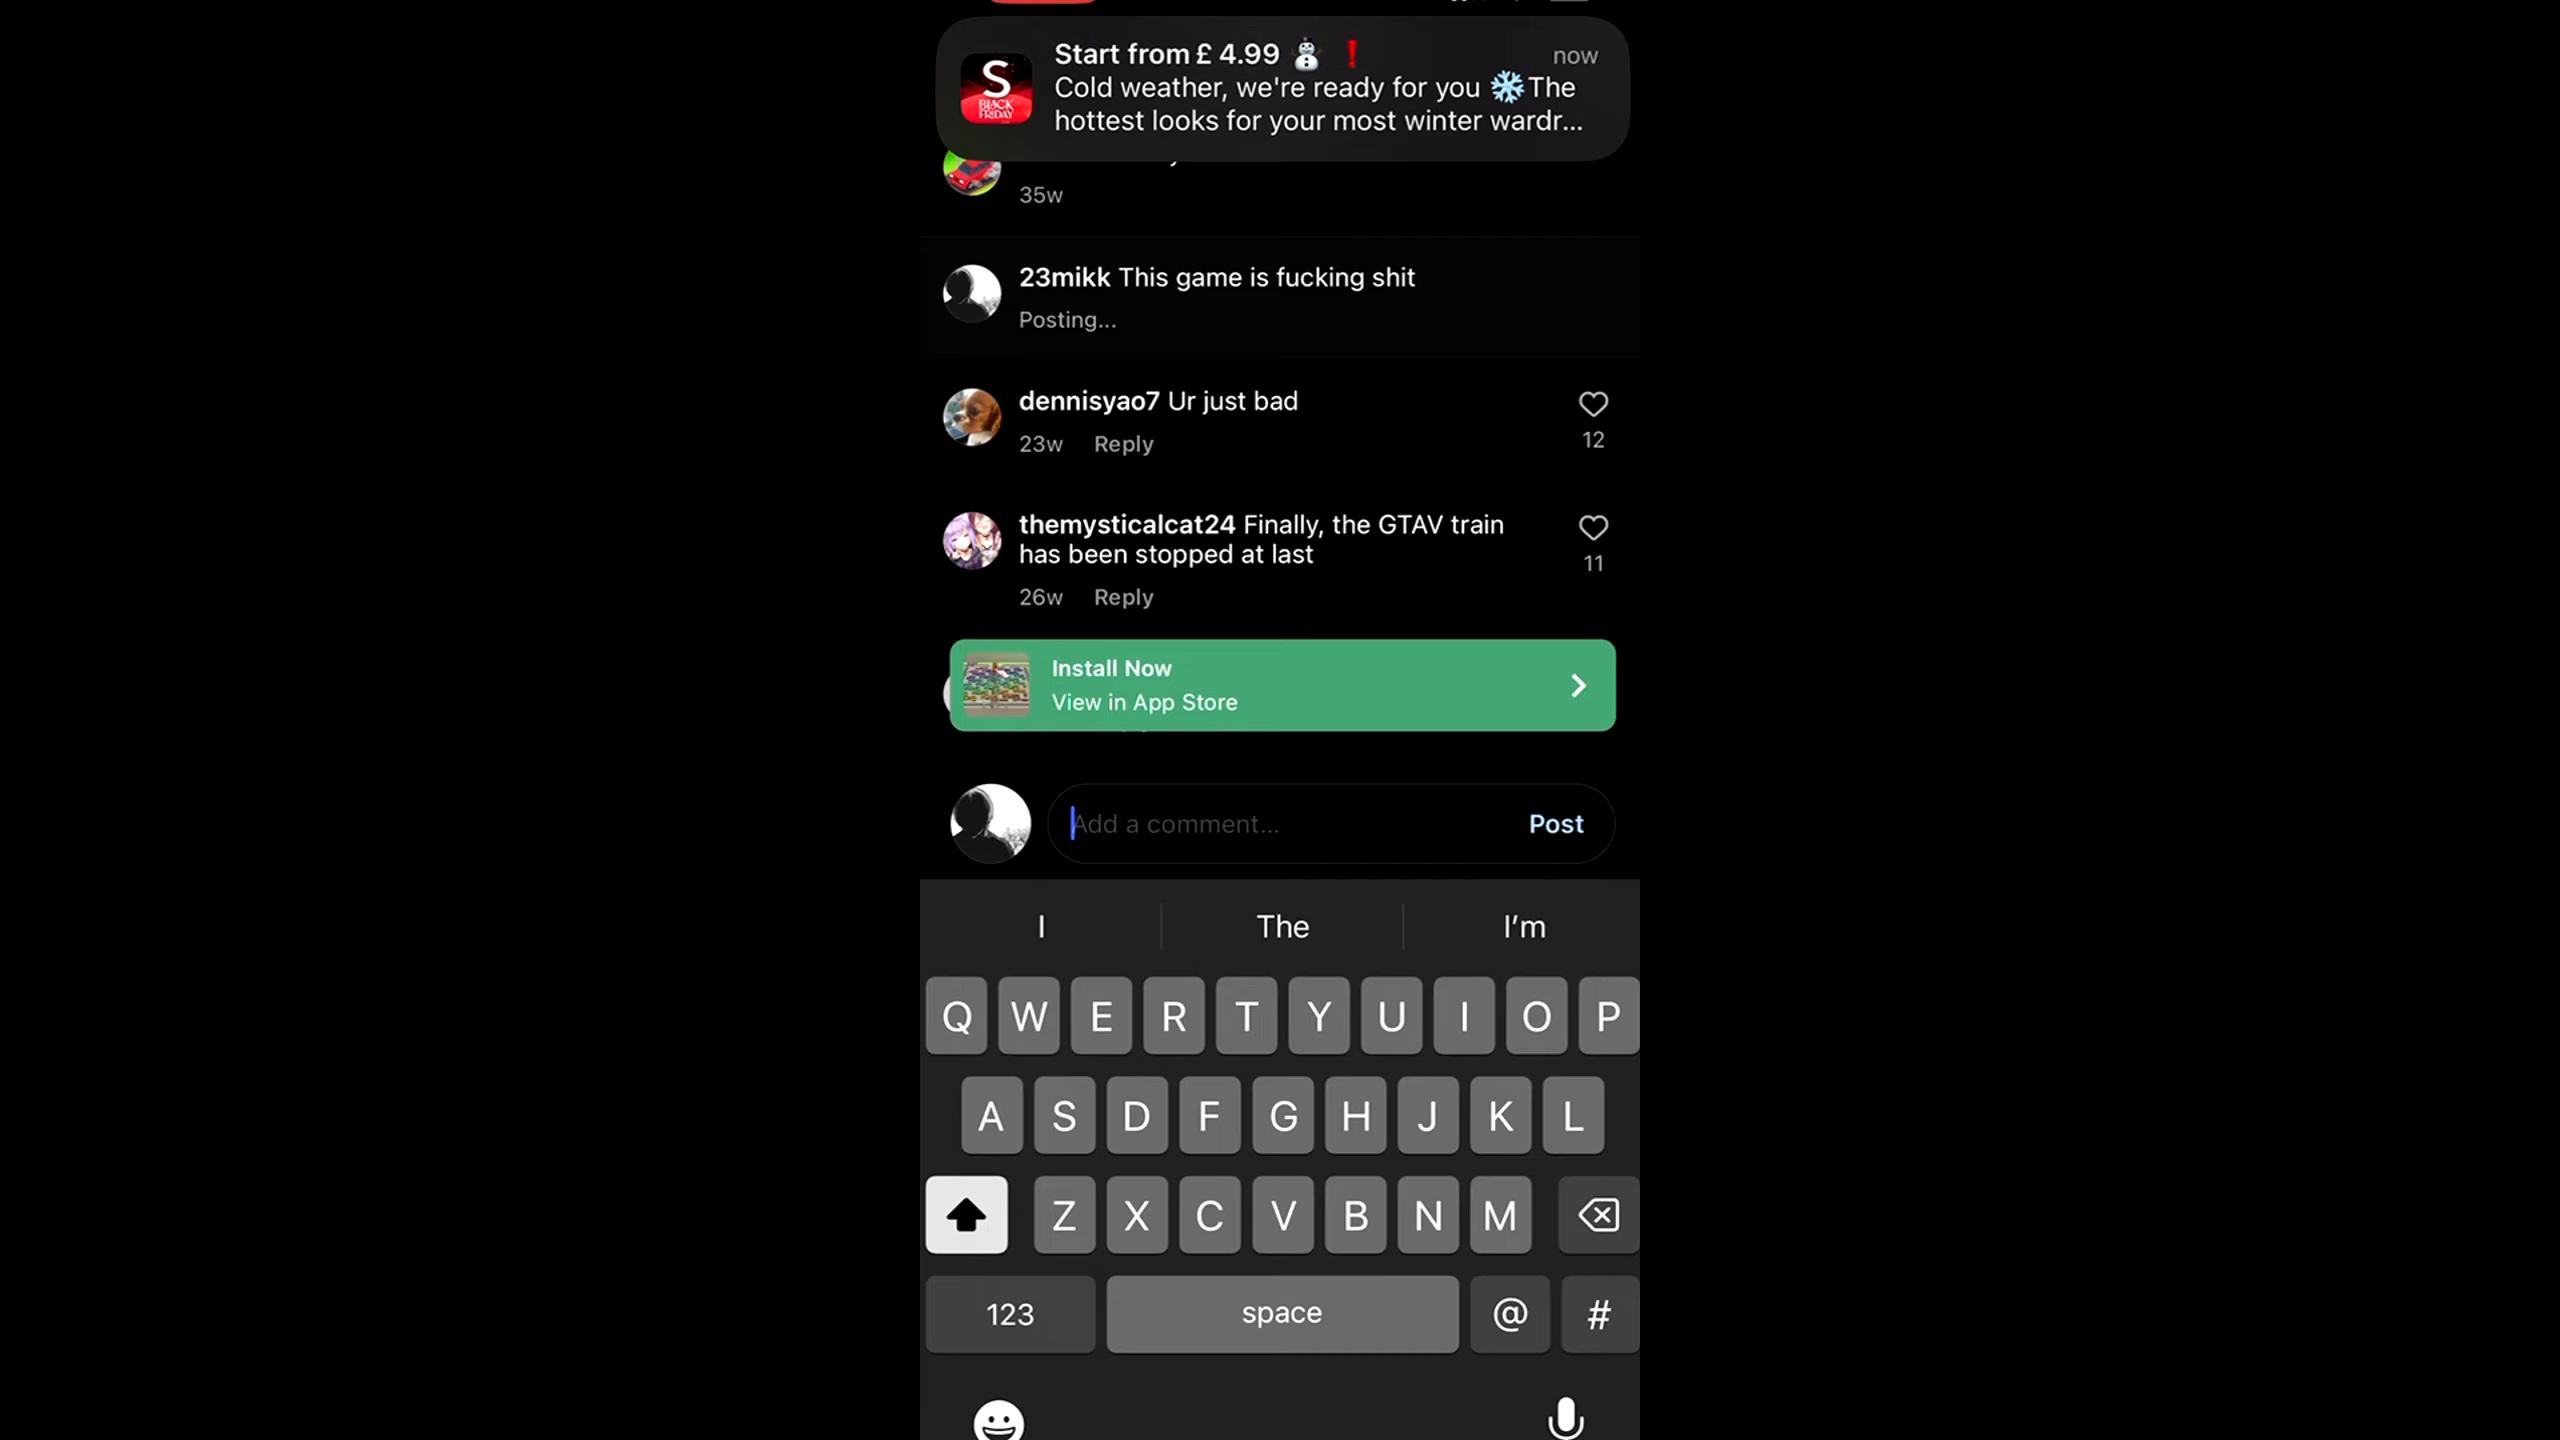 Start from £ 4.99 ⛄❗
now
Cold weather, we're ready for you ❄️The
hottest looks for your most winter wardr...
S
BLACK
FRIDAY
35w
23mikk This game is fucking shit
Posting...
dennisyao7 Ur just bad
12
23w Reply
themysticalcat24 Finally, the GTAV train
has been stopped at last
11
26w Reply
Install Now
View in App Store
Add a comment...
Post
I The I'm
Q W E R T Y U I O P
A S D F G H J K L
Z X C V B N M
123 space @ #